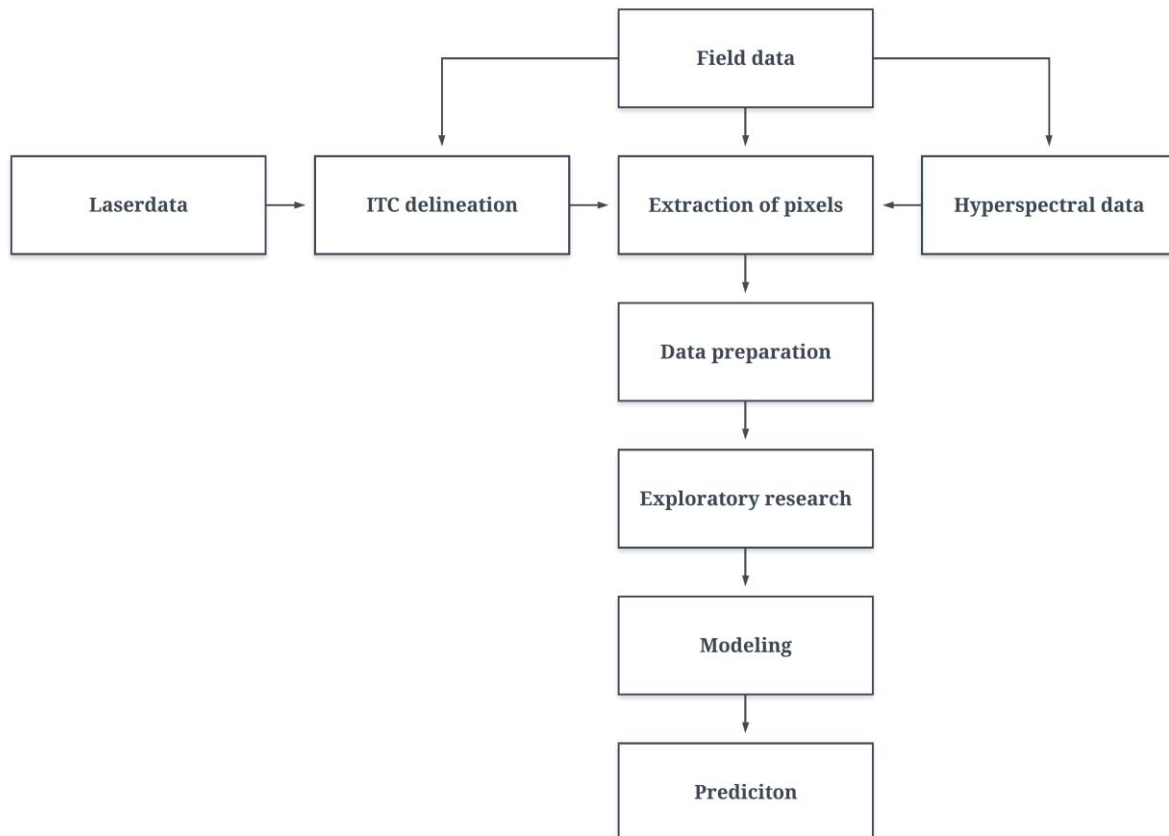 Field data
Laserdata
ITC delineation
Extraction of pixels
Hyperspectral data
Data preparation
Exploratory research
Modeling
Prediciton